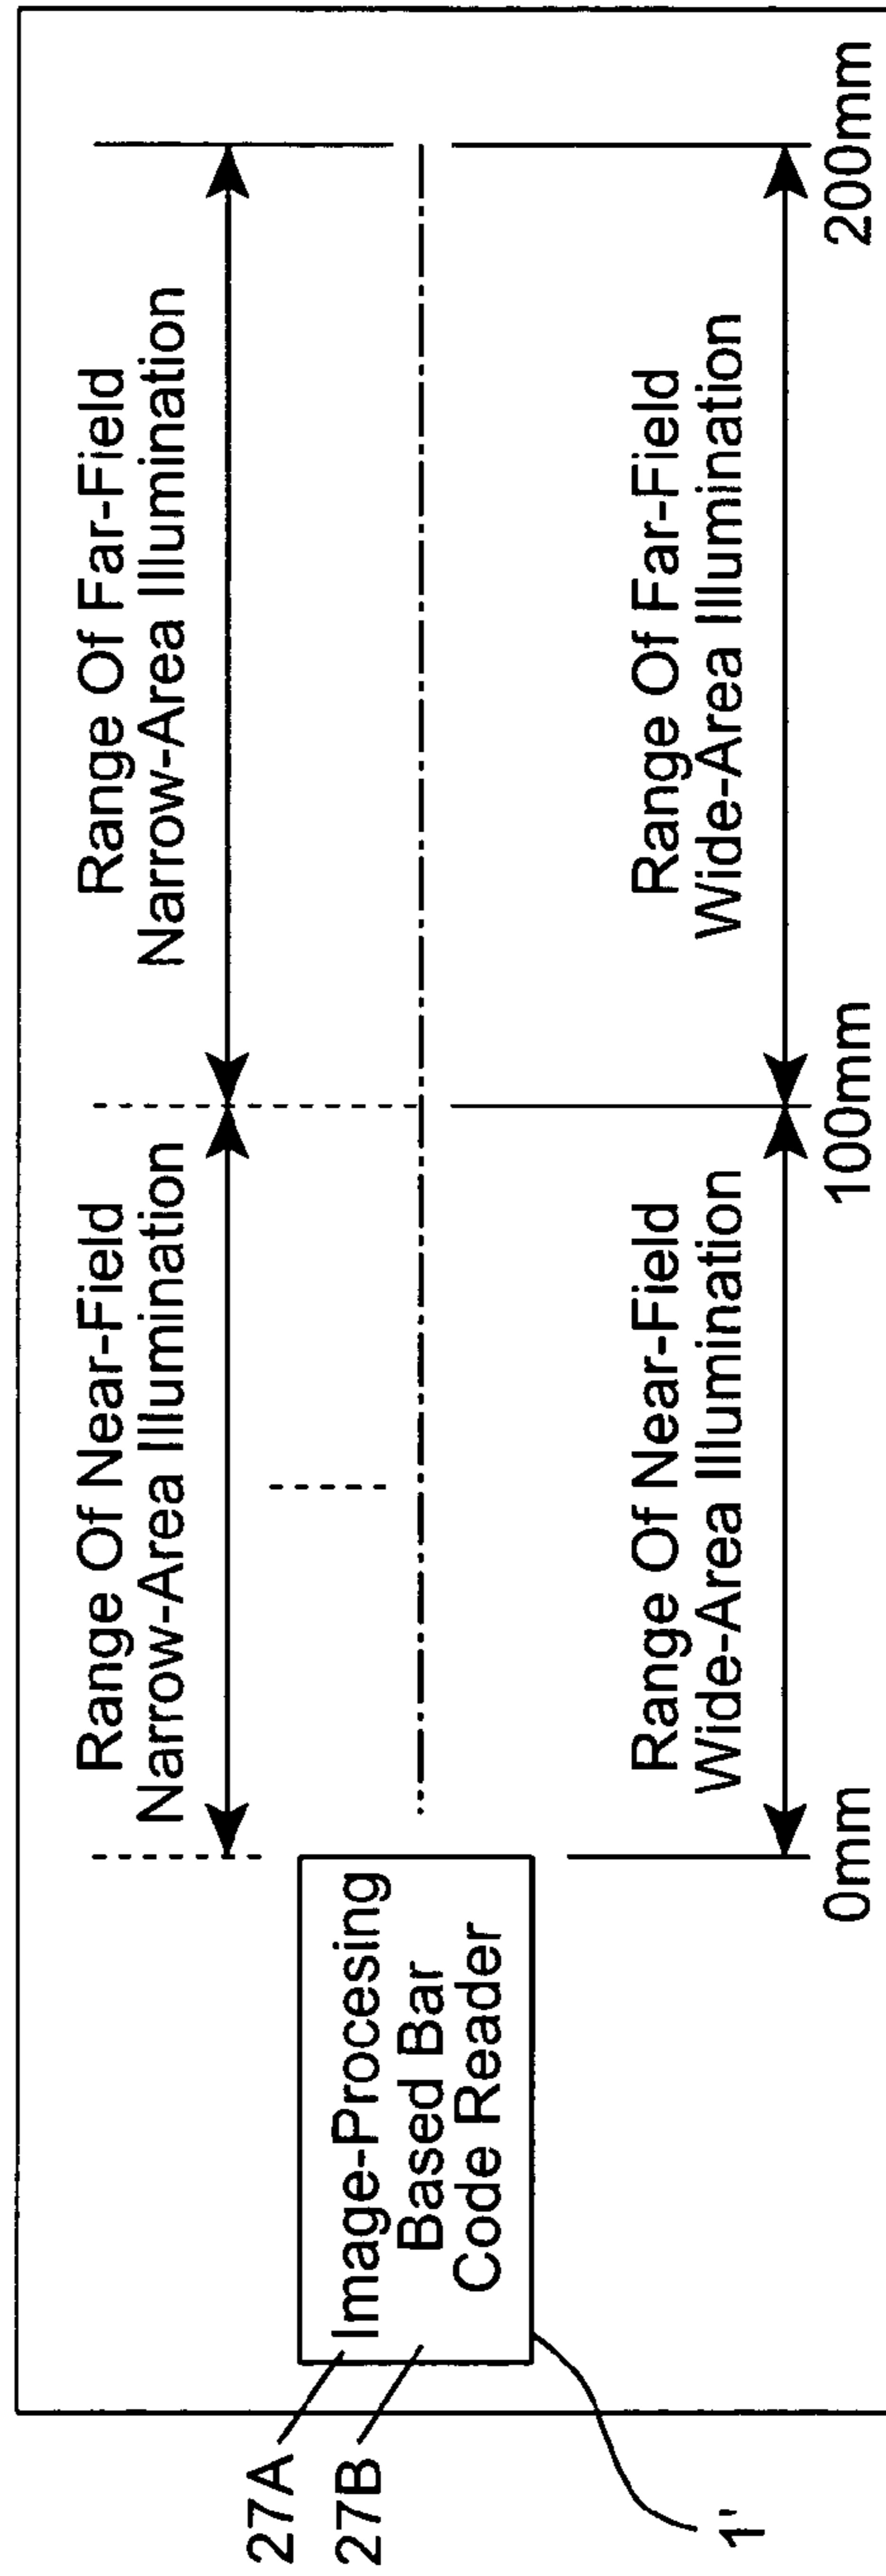 Range Of Near-Field
Narrow-Area Illumination
Range Of Far-Field
Narrow-Area Illumination
27A
27B
Image-Procesing
Based Bar
Code Reader
1'
Range Of Near-Field
Wide-Area Illumination
Range Of Far-Field
Wide-Area Illumination
0mm
100mm
200mm